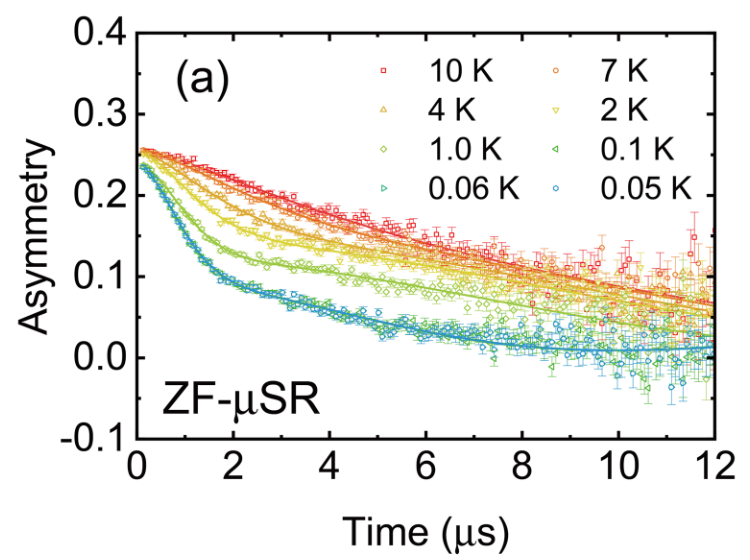 0.4
(a)
10 K 7 K
4 K 2 K
1.0 K 0.1 K
0.06 K 0.05 K
0.3
0.2
0.1
0.0
-0.1
Asymmetry
ZF-μSR
0 2 4 6 8 10 12
Time (μs)